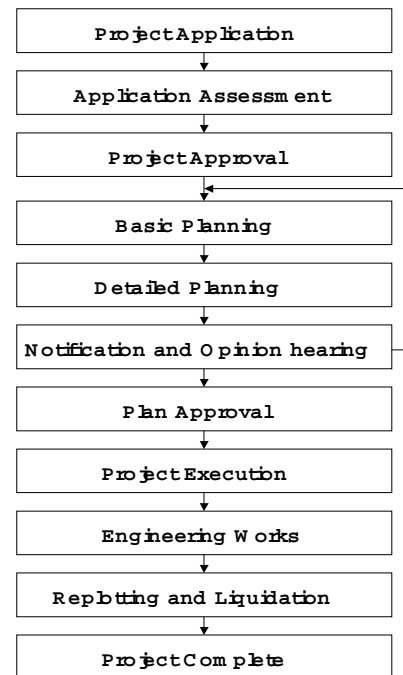 Project Application
Application Assessment
Project Approval
Basic Planning
Detailed Planning
Notification and Opinion hearing
Plan Approval
Project Execution
Engineering Works
Replotting and Liquidation
Project Complete